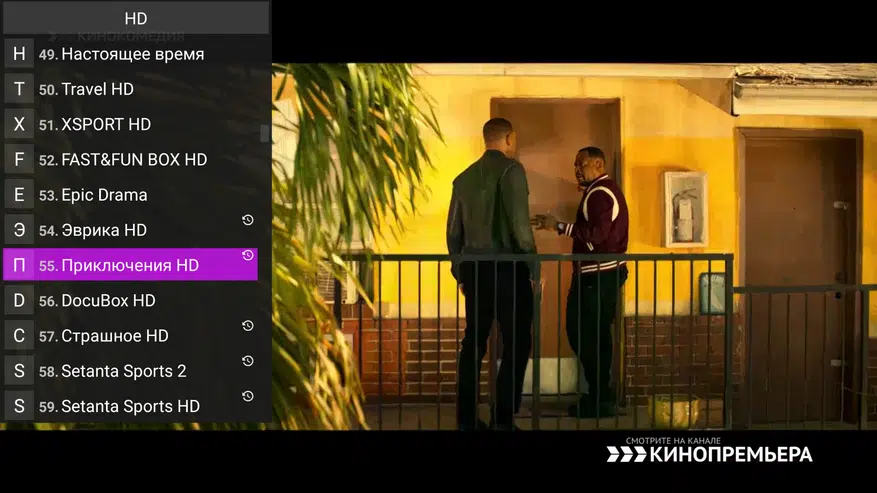 HD
КИНОКОМЕДИЯ
Н 49. Настоящее время
T 50. Travel HD
X 51. XSPORT HD
F 52. FAST&FUN BOX HD
E 53. Epic Drama
Э 54. Эврика HD
П 55. Приключения HD
D 56. DocuBox HD
С 57. Страшное HD
S 58. Setanta Sports 2
S 59. Setanta Sports HD
СМОТРИТЕ НА КАНАЛЕ
КИНОПРЕМЬЕРА